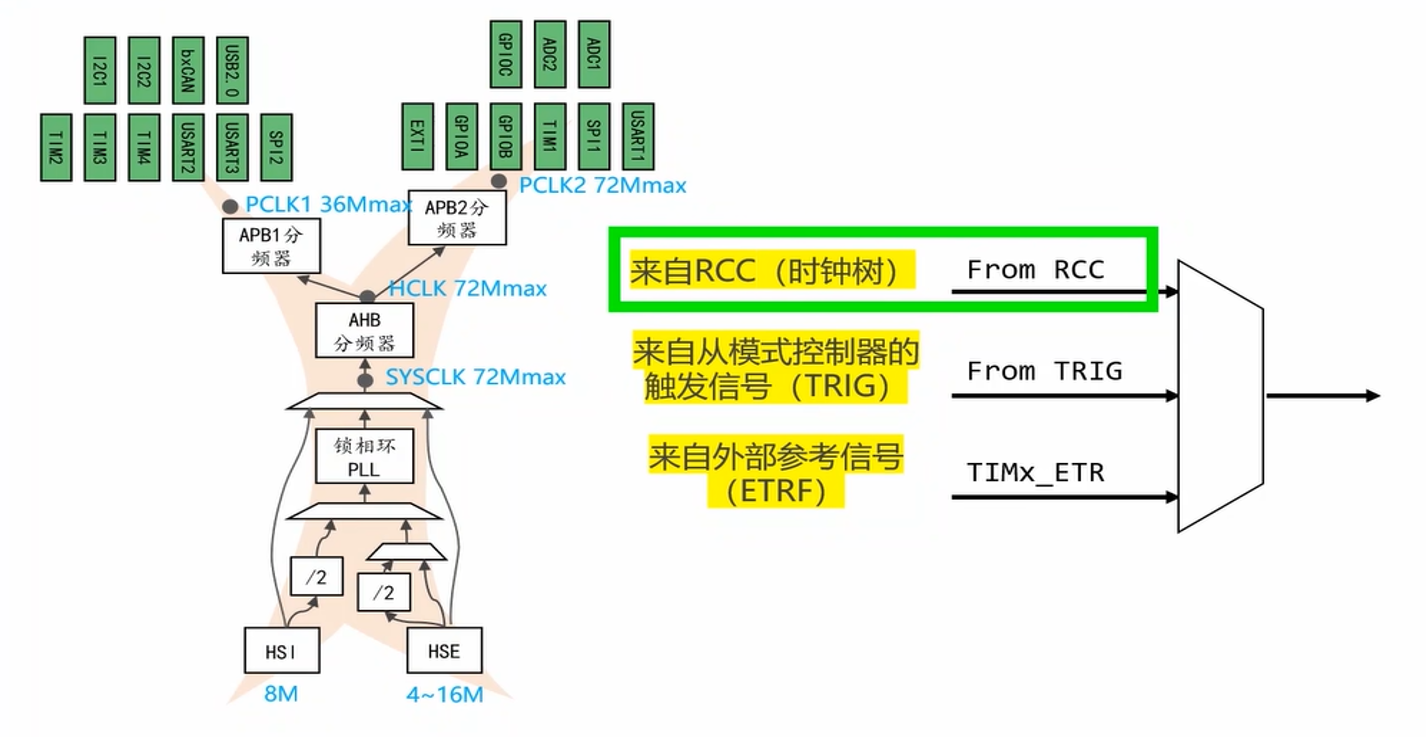 I2C1
I2C2
bxCAN
USB2.0
TIM2
TIM3
TIM4
USART2
USART3
SPI2
GPIOC
ADC2
ADC1
EXTI
GPIOA
GPIOB
TIM1
SPI1
USART1
PCLK1 36Mmax
PCLK2 72Mmax
APB1分
频器
APB2分
频器
HCLK 72Mmax
AHB
分频器
SYSCLK 72Mmax
锁相环
PLL
/2
/2
HSI
HSE
8M
4~16M
来自RCC（时钟树）
From RCC
来自从模式控制器的
触发信号（TRIG）
From TRIG
来自外部参考信号
（ETRF）
TIMx_ETR